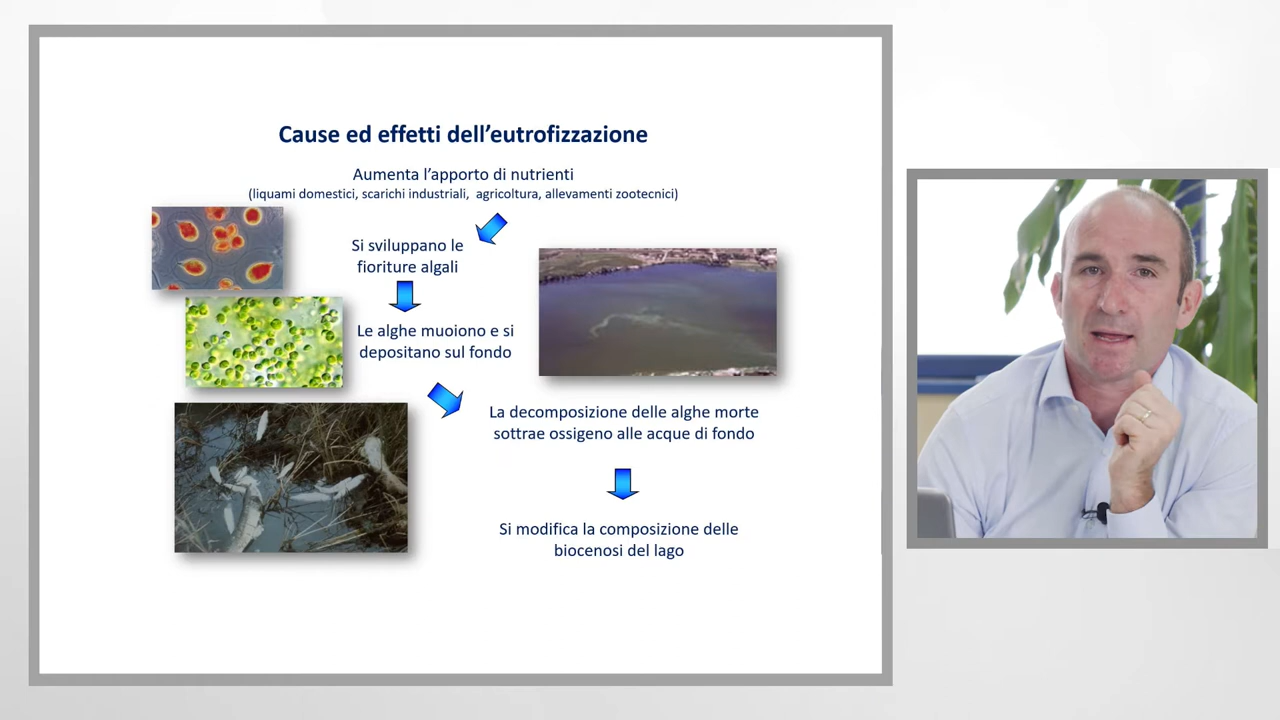 Cause ed effetti dell’eutrofizzazione
Aumenta l’apporto di nutrienti
(liquami domestici, scarichi industriali, agricoltura, allevamenti zootecnici)
Si sviluppano le
fioriture algali
Le alghe muoiono e si
depositano sul fondo
La decomposizione delle alghe morte
sottrae ossigeno alle acque di fondo
Si modifica la composizione delle
biocenosi del lago